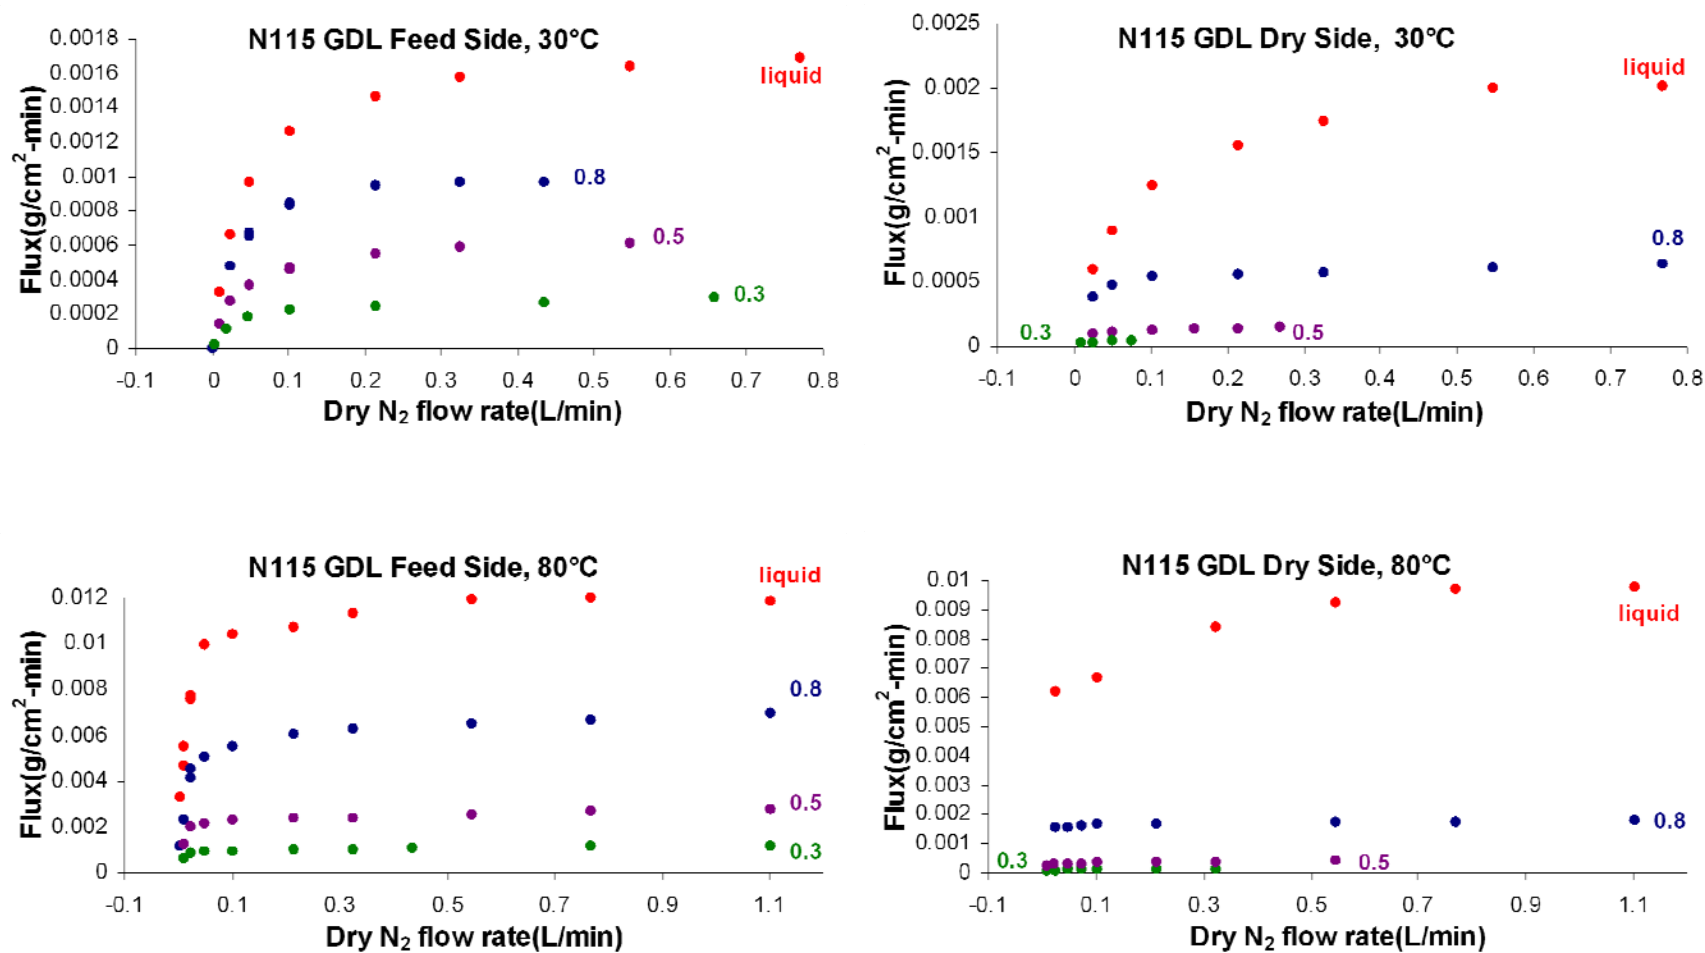 N115 GDL Feed Side, 30°C
Flux(g/cm²-min)
0.0018
0.0016
0.0014
0.0012
0.001
0.0008
0.0006
0.0004
0.0002
0
liquid
0.8
0.5
0.3
-0.1 0 0.1 0.2 0.3 0.4 0.5 0.6 0.7 0.8
Dry N₂ flow rate(L/min)
N115 GDL Dry Side, 30°C
Flux(g/cm²-min)
0.0025
0.002
0.0015
0.001
0.0005
0
liquid
0.8
0.3
0.5
-0.1 0 0.1 0.2 0.3 0.4 0.5 0.6 0.7 0.8
Dry N₂ flow rate(L/min)
N115 GDL Feed Side, 80°C
Flux(g/cm²-min)
0.012
0.01
0.008
0.006
0.004
0.002
0
liquid
0.8
0.5
0.3
-0.1 0.1 0.3 0.5 0.7 0.9 1.1
Dry N₂ flow rate(L/min)
N115 GDL Dry Side, 80°C
Flux(g/cm²-min)
0.01
0.009
0.008
0.007
0.006
0.005
0.004
0.003
0.002
0.001
0
liquid
0.8
0.3
0.5
-0.1 0.1 0.3 0.5 0.7 0.9 1.1
Dry N₂ flow rate(L/min)